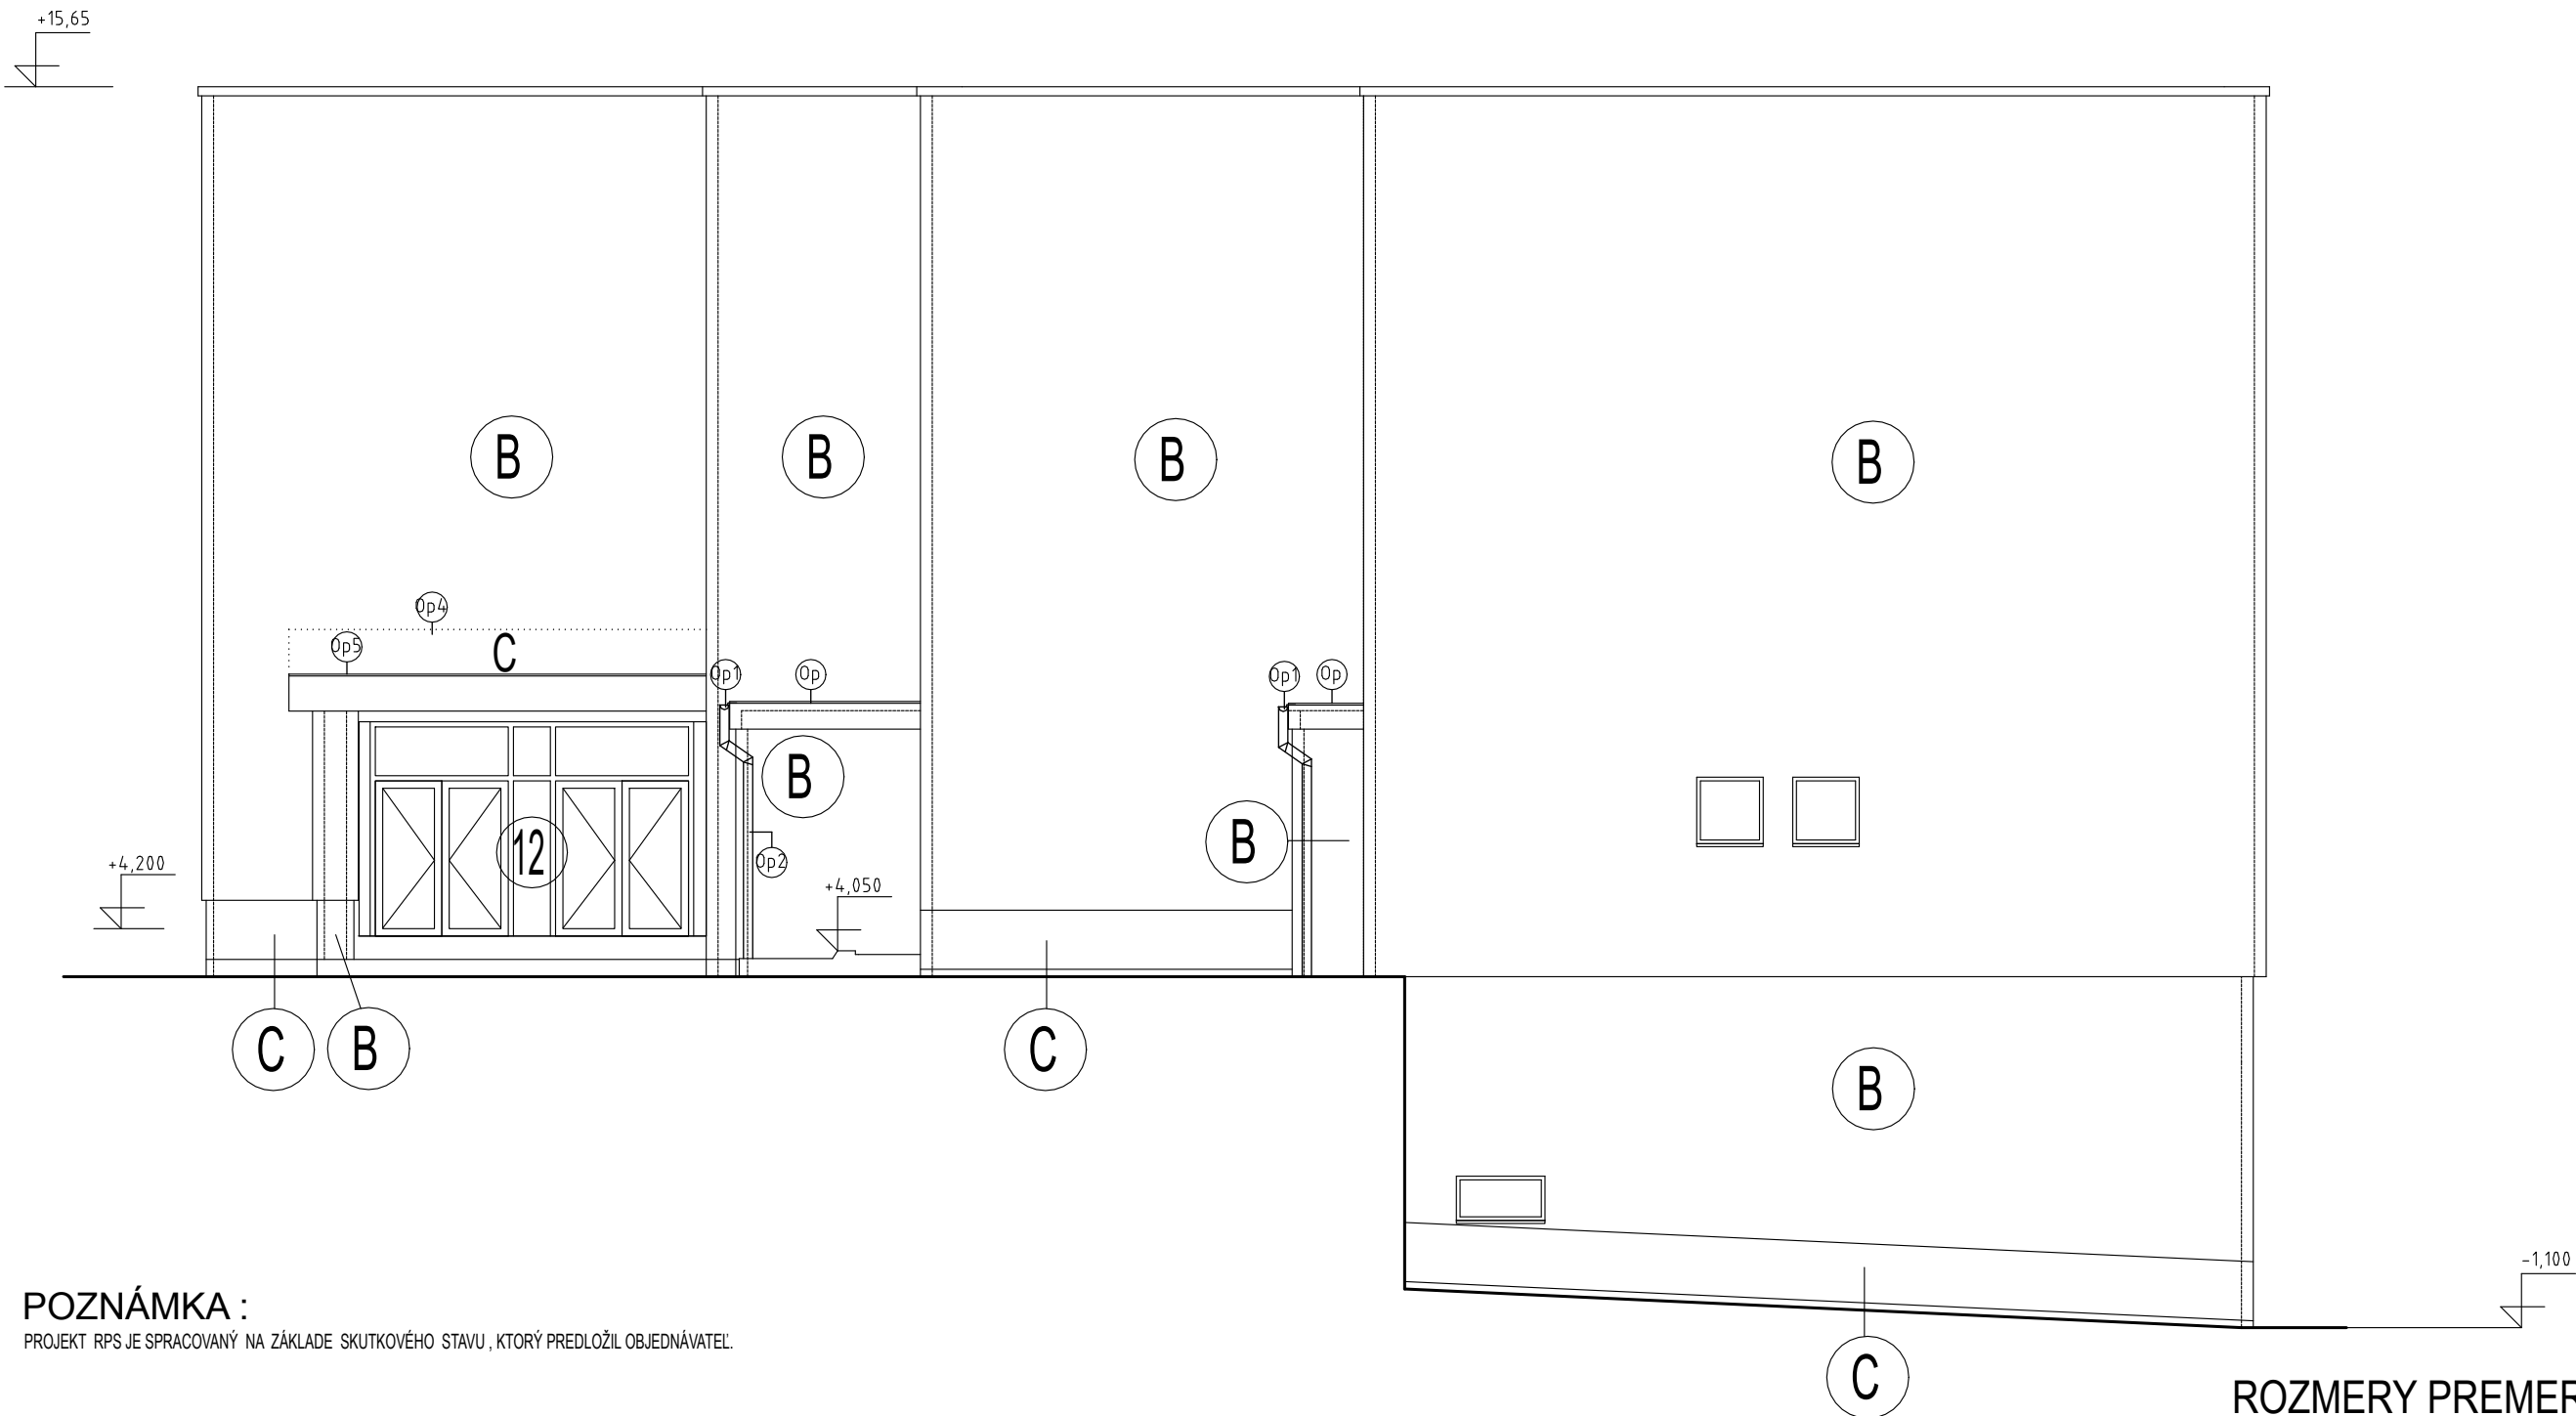 +15,65
B
B
B
B
Op4
Op5
C
Op1
Op
Op1
Op
B
B
12
Op2
+4,200
+4,050
C
B
C
B
-1,100
POZNÁMKA :
PROJEKT RPS JE SPRACOVANÝ NA ZÁKLADE SKUTKOVÉHO STAVU , KTORÝ PREDLOŽIL OBJEDNÁVATEĽ.
C
ROZMERY PREMER